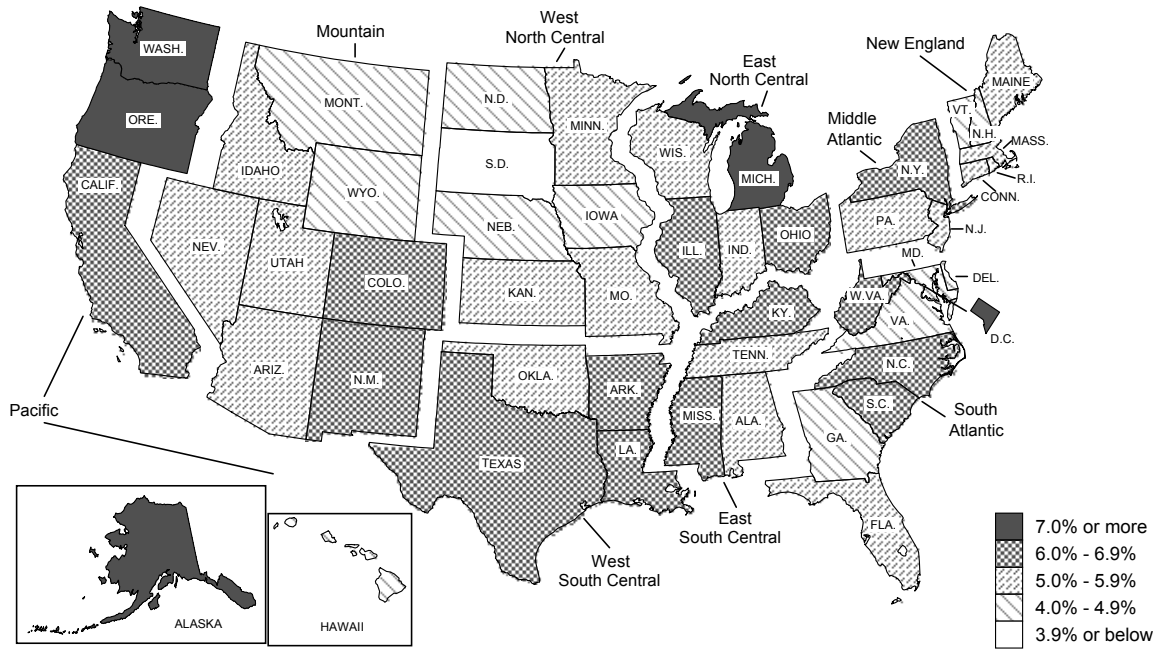 Mountain
West
North Central
New England
East
North Central
Middle
Atlantic
Pacific
South
Atlantic
East
South Central
West
South Central
WASH.
ORE.
CALIF.
IDAHO
NEV.
UTAH
ARIZ.
MONT.
WYO.
COLO.
N.M.
N.D.
S.D.
NEB.
KAN.
MINN.
IOWA
MO.
OKLA.
TEXAS
ARK.
LA.
WIS.
MICH.
ILL.
IND.
OHIO
KY.
TENN.
MISS.
ALA.
N.Y.
PA.
N.J.
MAINE
VT.
N.H.
MASS.
R.I.
CONN.
MD.
DEL.
D.C.
W.VA.
VA.
N.C.
S.C.
GA.
FLA.
ALASKA
HAWAII
7.0% or more
6.0% - 6.9%
5.0% - 5.9%
4.0% - 4.9%
3.9% or below